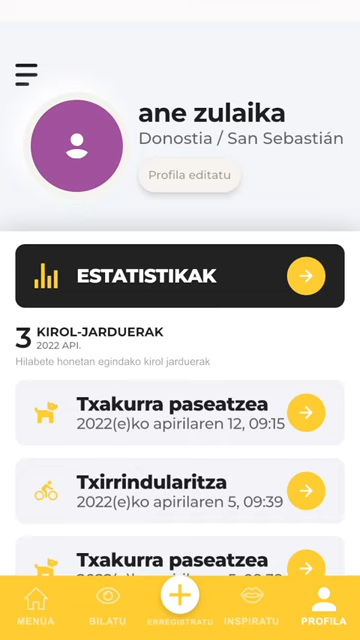 ane zulaika
Donostia / San Sebastián
Profila editatu
ESTATISTIKAK
3 KIROL-JARDUERAK
2022 API.
Hilabete honetan egindako kirol jarduerak
Txakurra paseatzea
2022(e)ko apirilaren 12, 09:15
Txirrindularitza
2022(e)ko apirilaren 5, 09:39
Txakurra paseatzea
MENUA
BILATU
ERREGISTRATU
INSPIRATU
PROFILA